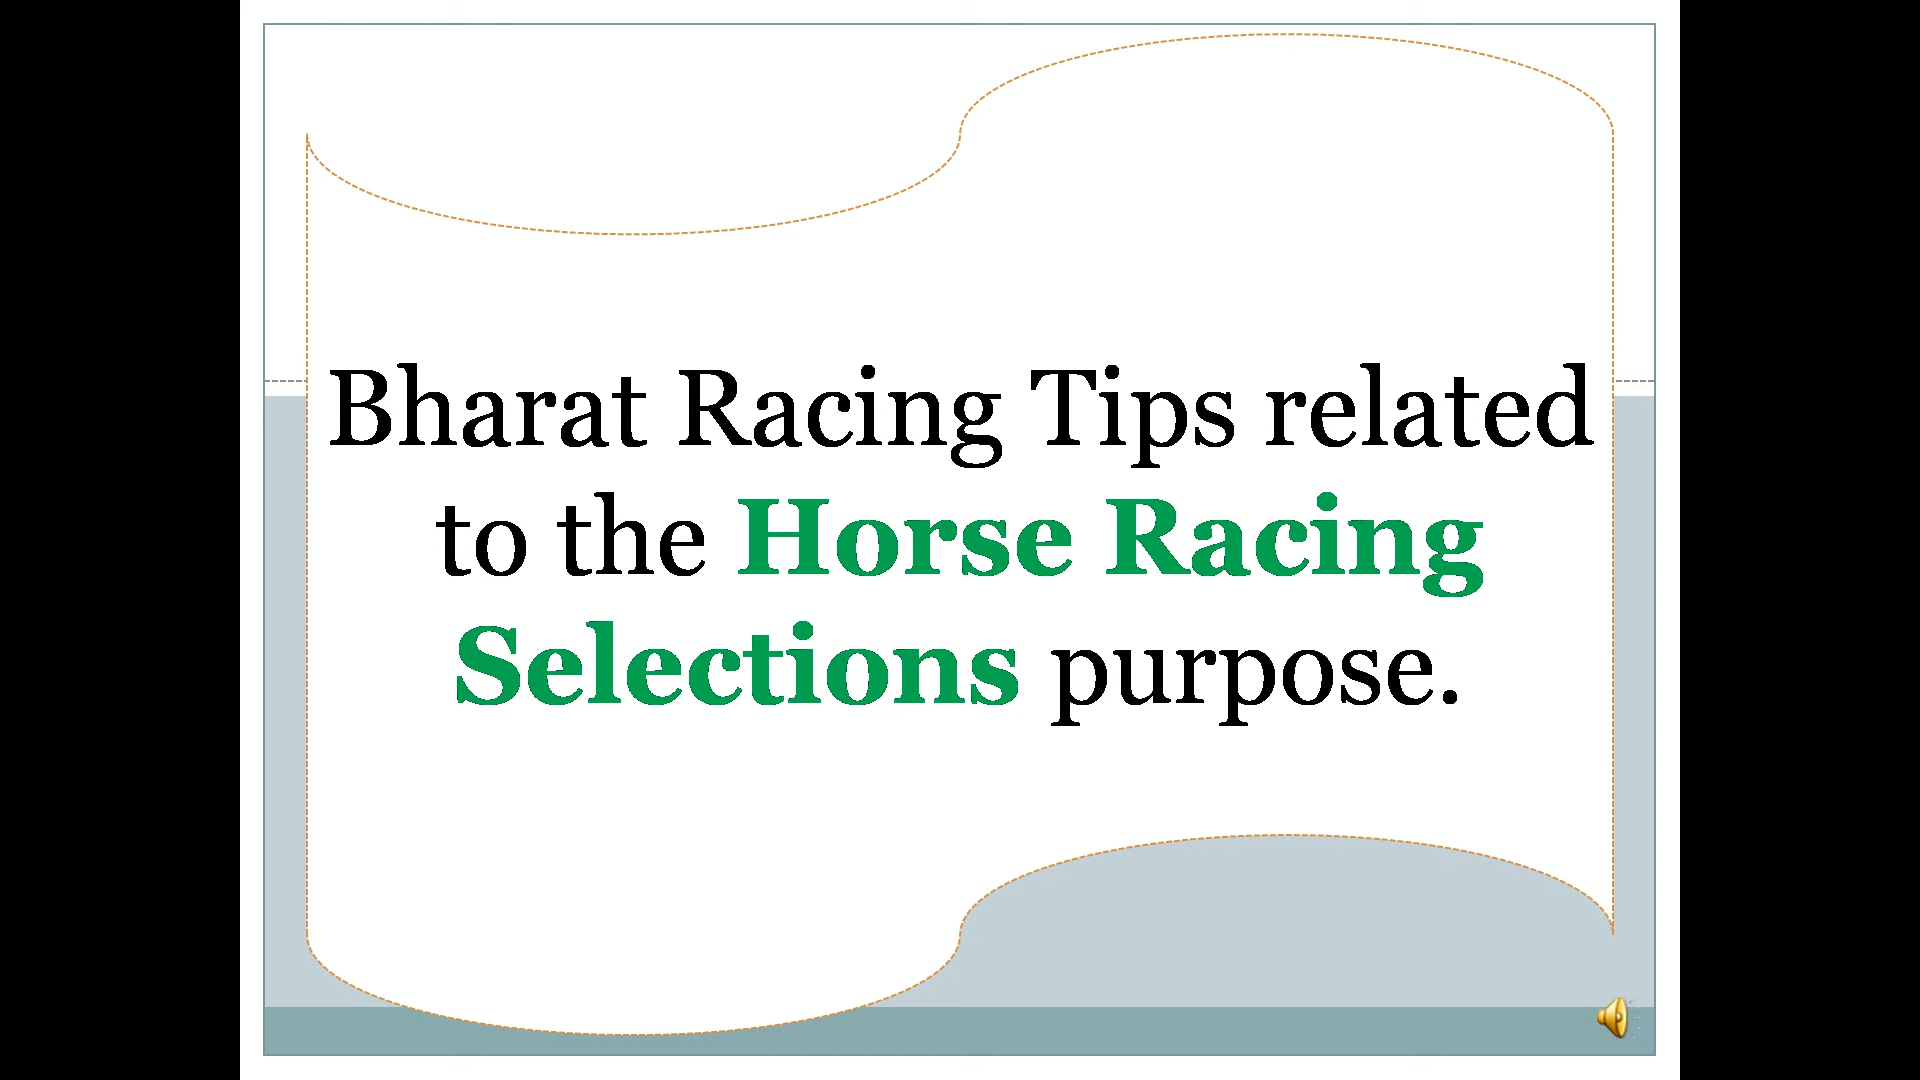 Bharat Racing Tips related
to the Horse Racing
Selections purpose.